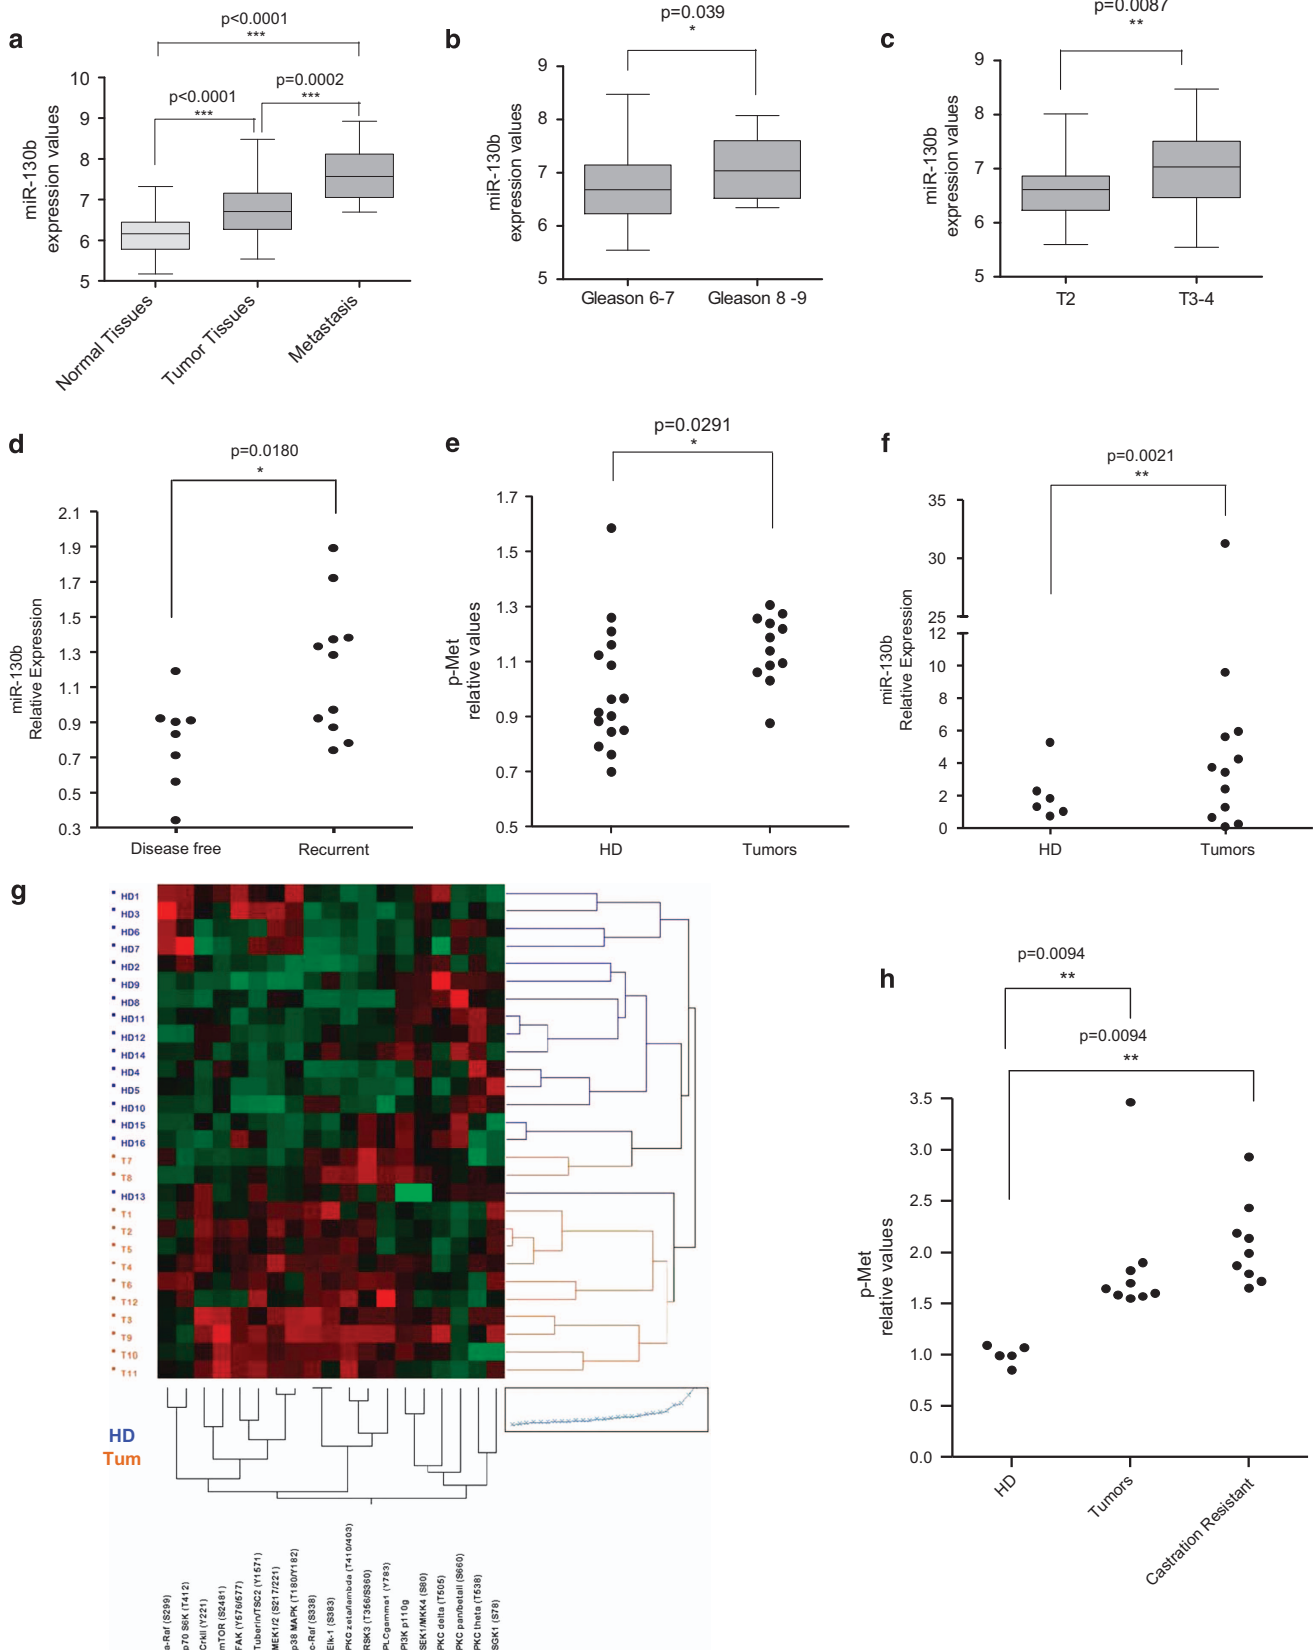 a
p<0.0001
***
p<0.0001
***
p=0.0002
***
miR-130b
expression values
10
9
8
7
6
5
Normal Tissues
Tumor Tissues
Metastasis
b
p=0.039
*
miR-130b
expression values
9
8
7
6
5
Gleason 6-7
Gleason 8 -9
c
p=0.0087
**
miR-130b
expression values
9
8
7
6
5
T2
T3-4
d
p=0.0180
*
miR-130b
Relative Expression
2.1
1.9
1.7
1.5
1.3
1.1
0.9
0.7
0.5
0.3
Disease free
Recurrent
e
p=0.0291
*
p-Met
relative values
1.7
1.5
1.3
1.1
0.9
0.7
0.5
HD
Tumors
f
p=0.0021
**
miR-130b
Relative Expression
35
30
25
12
10
8
6
4
2
0
HD
Tumors
g
HD1
HD3
HD6
HD7
HD2
HD9
HD8
HD11
HD12
HD14
HD4
HD5
HD10
HD15
HD16
T7
T8
HD13
T1
T2
T5
T4
T6
T12
T3
T9
T10
T11
HD
Tum
a-Raf (S299)
p70 S6K (T412)
CrkII (Y221)
mTOR (S2481)
FAK (Y576/577)
Tuberin/TSC2 (Y1571)
MEK1/2 (S217/221)
p38 MAPK (T180/Y182)
c-Raf (S338)
Elk-1 (S383)
PKC zeta/lambda (T410/403)
RSK3 (T356/S360)
PLCgamma1 (Y783)
PI3K p110g
SEK1/MKK4 (S80)
PKC delta (T505)
PKC pan/betaII (S660)
PKC theta (T538)
SGK1 (S78)
h
p=0.0094
**
p=0.0094
**
p-Met
relative values
3.5
3.0
2.5
2.0
1.5
1.0
0.5
0.0
HD
Tumors
Castration Resistant